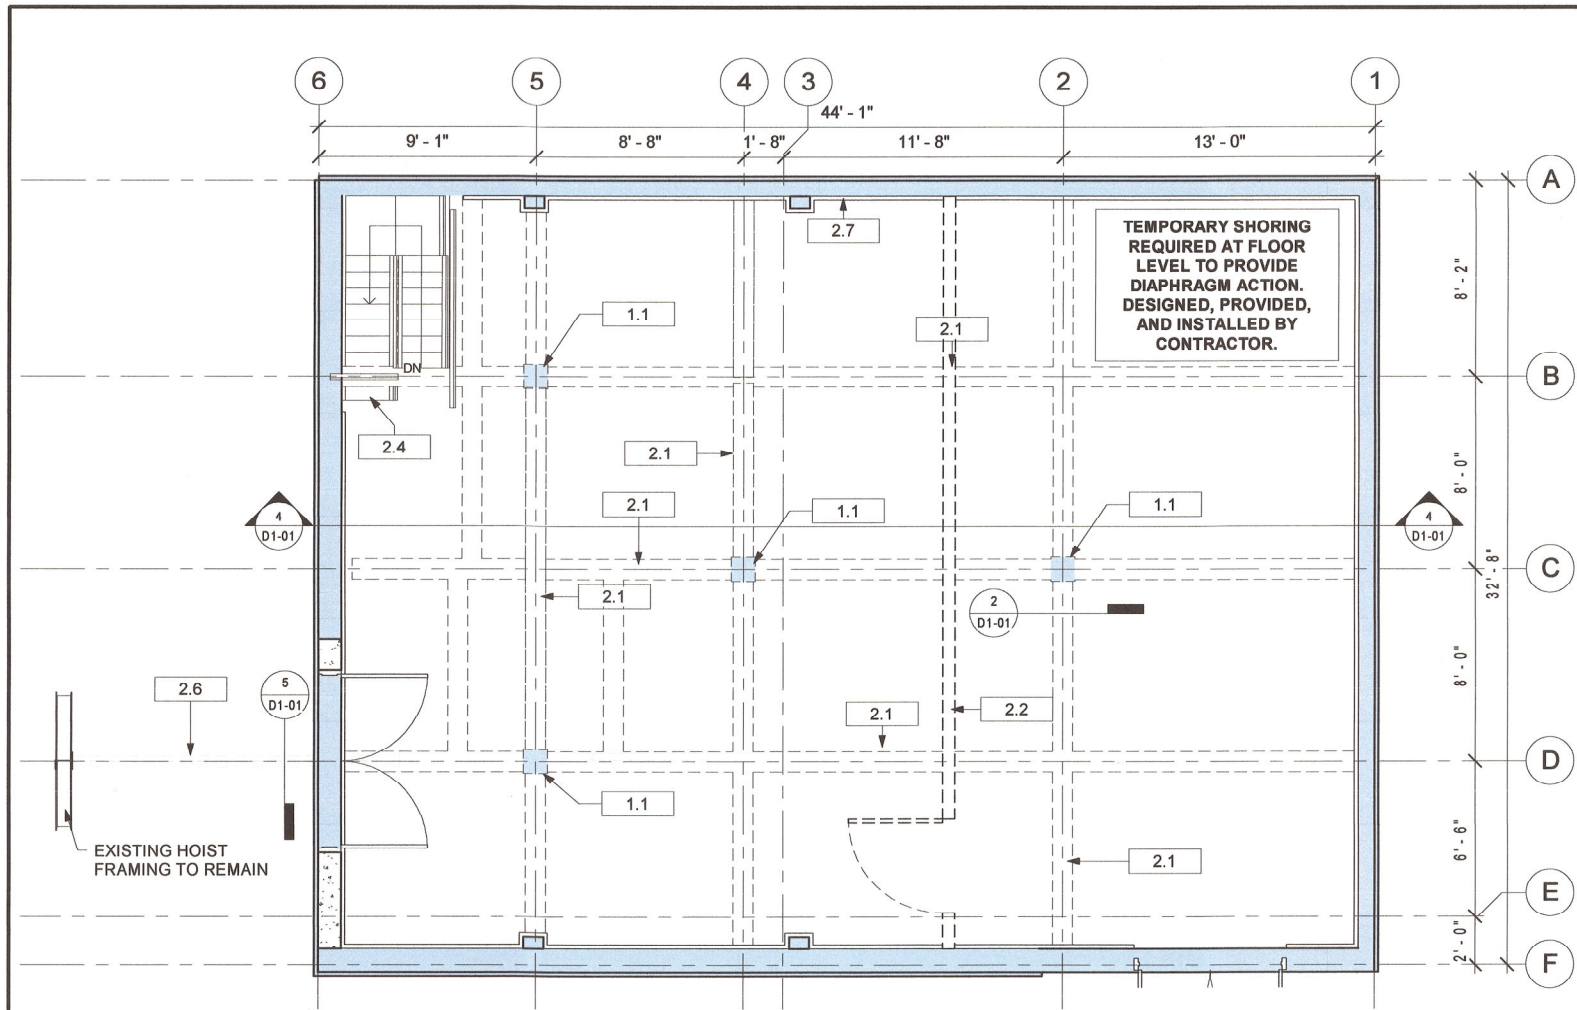 6
5
4
3
2
1
44' - 1"
9' - 1"
8' - 8"
1' - 8"
11' - 8"
13' - 0"
A
2.7
TEMPORARY SHORING
REQUIRED AT FLOOR
LEVEL TO PROVIDE
DIAPHRAGM ACTION.
DESIGNED, PROVIDED,
AND INSTALLED BY
CONTRACTOR.
8' - 2"
1.1
2.1
DN
B
2.4
2.1
8' - 0"
2.1
1.1
1.1
4
D1-01
4
D1-01
C
32' - 8"
2.1
2
D1-01
8' - 0"
2.6
5
D1-01
2.1
2.2
D
1.1
EXISTING HOIST
FRAMING TO REMAIN
2.1
6' - 6"
E
2' - 0"
F